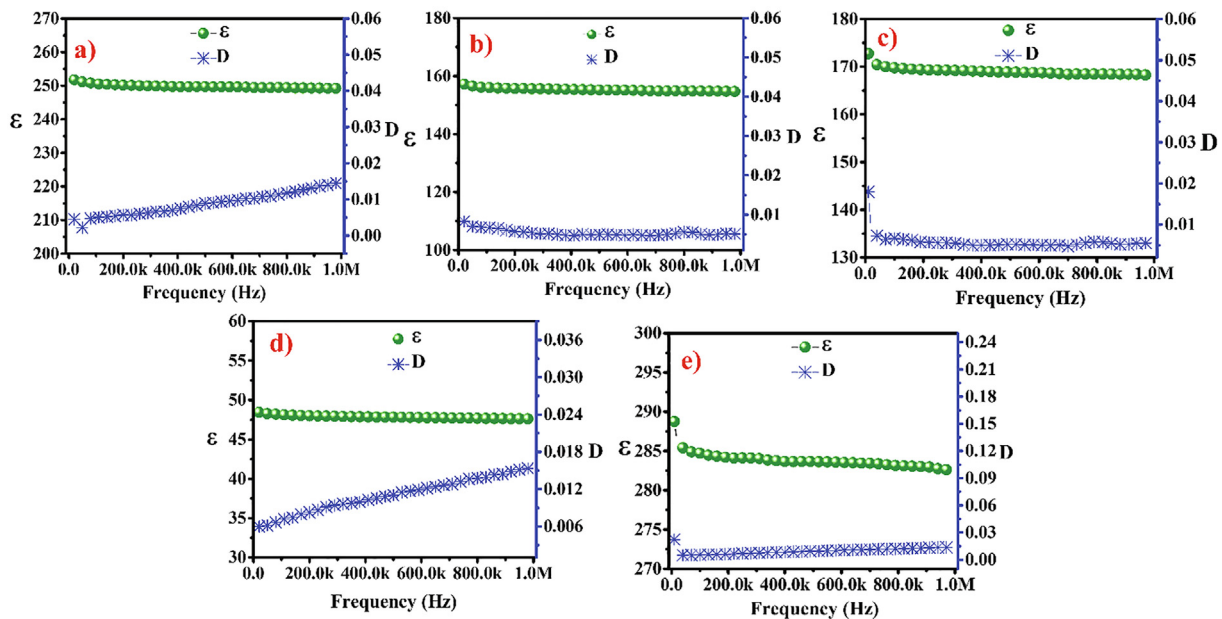 a)
ε
D
270
260
250
240
230
220
210
200
0.06
0.05
0.04
0.03
0.02
0.01
0.00
ε
D
0.0 200.0k 400.0k 600.0k 800.0k 1.0M
Frequency (Hz)
b)
ε
D
180
160
140
120
100
0.06
0.05
0.04
0.03
0.02
0.01
ε
D
0.0 200.0k 400.0k 600.0k 800.0k 1.0M
Frequency (Hz)
c)
ε
D
180
170
160
150
140
130
0.06
0.05
0.04
0.03
0.02
0.01
ε
D
0.0 200.0k 400.0k 600.0k 800.0k 1.0M
Frequency (Hz)
d)
ε
D
60
55
50
45
40
35
30
0.036
0.030
0.024
0.018
0.012
0.006
ε
D
0.0 200.0k 400.0k 600.0k 800.0k 1.0M
Frequency (Hz)
e)
ε
D
300
295
290
285
282
275
270
0.24
0.21
0.18
0.15
0.12
0.09
0.06
0.03
0.00
ε
D
0.0 200.0k 400.0k 600.0k 800.0k 1.0M
Frequency (Hz)